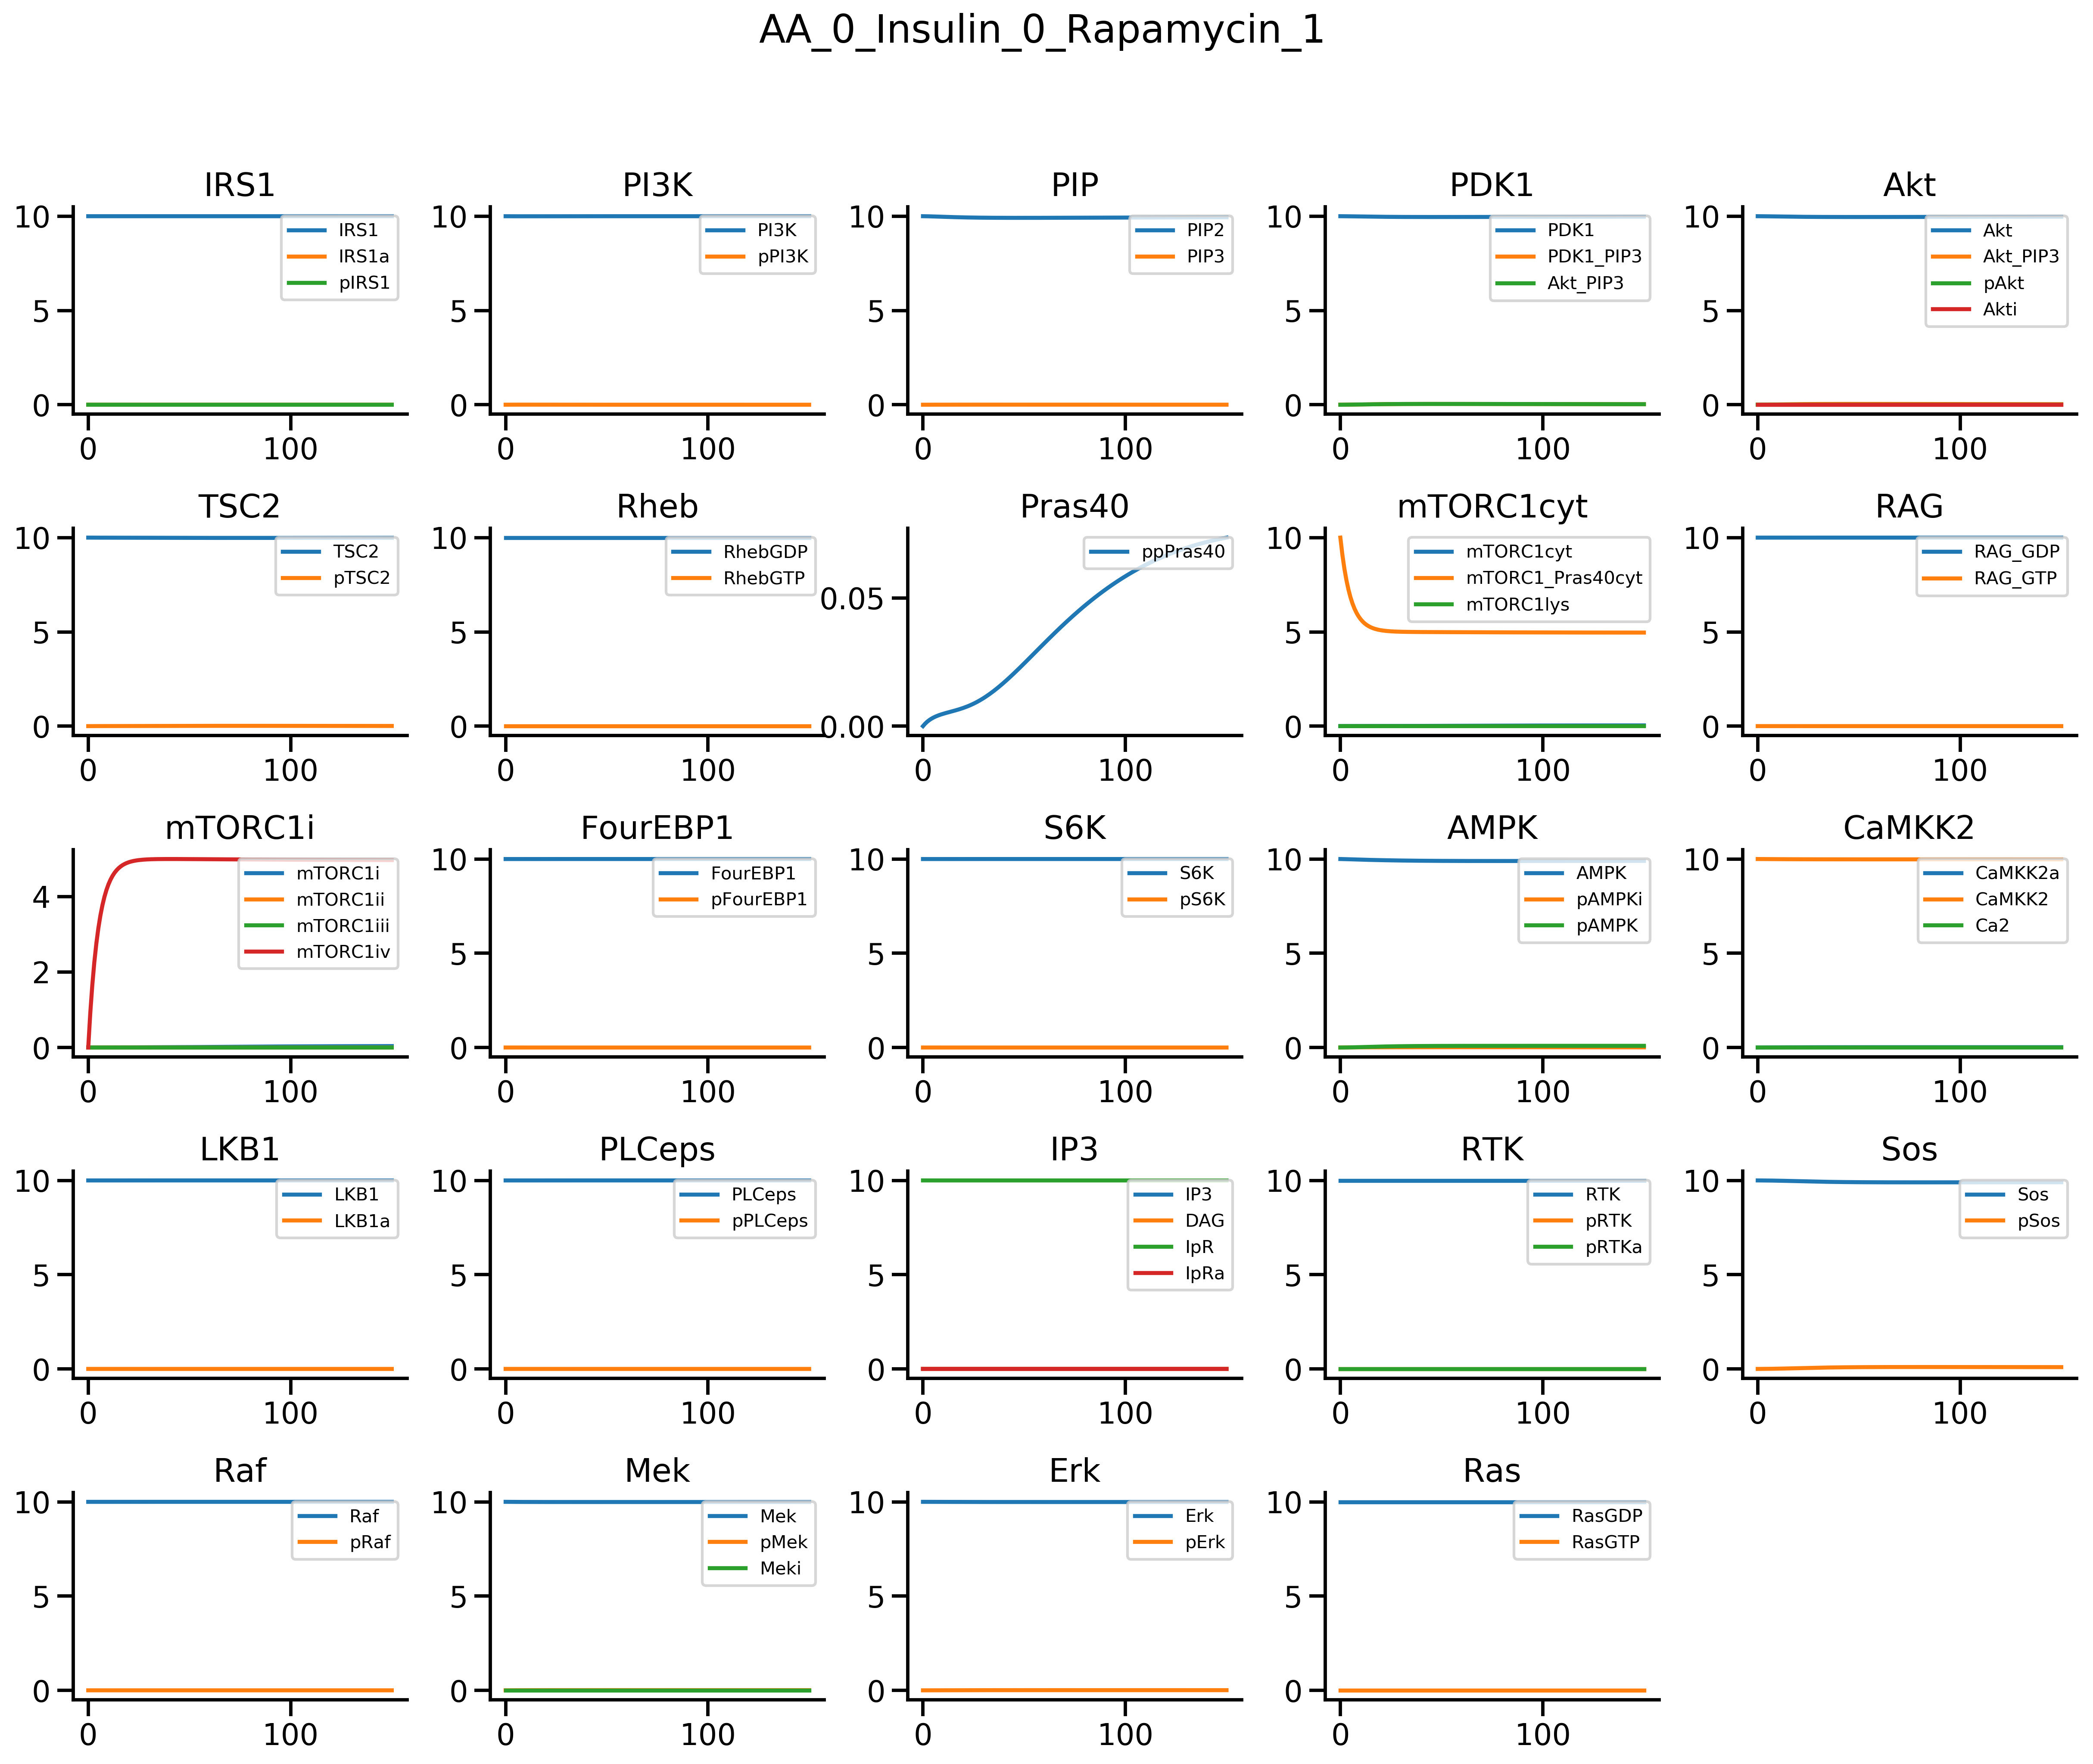 AA_0_Insulin_0_Rapamycin_1
IRS1
10
5
0
0
100
IRS1
IRS1a
pIRS1
PI3K
10
5
0
0
100
PI3K
pPI3K
PIP
10
5
0
0
100
PIP2
PIP3
PDK1
10
5
0
0
100
PDK1
PDK1_PIP3
Akt_PIP3
Akt
10
5
0
0
100
Akt
Akt_PIP3
pAkt
Akti
TSC2
10
5
0
0
100
TSC2
pTSC2
Rheb
10
5
0
0
100
RhebGDP
RhebGTP
Pras40
0.05
0.00
0
100
ppPras40
mTORC1cyt
10
5
0
0
100
mTORC1cyt
mTORC1_Pras40cyt
mTORC1lys
RAG
10
5
0
0
100
RAG_GDP
RAG_GTP
mTORC1i
4
2
0
0
100
mTORC1i
mTORC1ii
mTORC1iii
mTORC1iv
FourEBP1
10
5
0
0
100
FourEBP1
pFourEBP1
S6K
10
5
0
0
100
S6K
pS6K
AMPK
10
5
0
0
100
AMPK
pAMPKi
pAMPK
CaMKK2
10
5
0
0
100
CaMKK2a
CaMKK2
Ca2
LKB1
10
5
0
0
100
LKB1
LKB1a
PLCeps
10
5
0
0
100
PLCeps
pPLCeps
IP3
10
5
0
0
100
IP3
DAG
IpR
IpRa
RTK
10
5
0
0
100
RTK
pRTK
pRTKa
Sos
10
5
0
0
100
Sos
pSos
Raf
10
5
0
0
100
Raf
pRaf
Mek
10
5
0
0
100
Mek
pMek
Meki
Erk
10
5
0
0
100
Erk
pErk
Ras
10
5
0
0
100
RasGDP
RasGTP